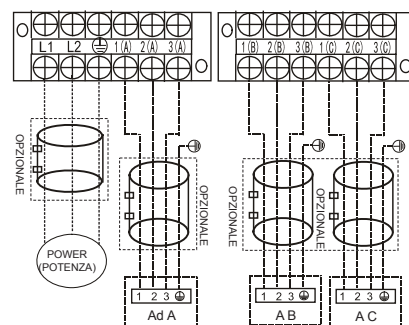 L1 L2 1(A) 2(A) 3(A)
1(B) 2(B) 3(B) 1(C) 2(C) 3(C)
OPZIONALE
OPZIONALE
OPZIONALE
OPZIONALE
POWER
(POTENZA)
1 2 3
Ad A
1 2 3
A B
1 2 3
A C